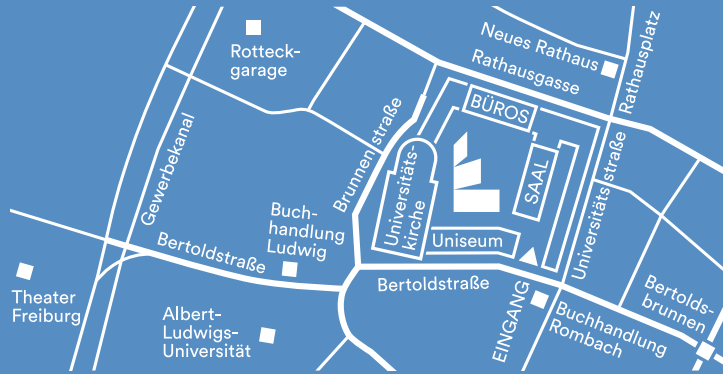 Rotteck-
garage
Neues Rathaus
Rathausgasse
Rathausplatz
BÜROS
Brunnenstraße
Gewerbekanal
Universitäts-
kirche
SAAL
Universitätsstraße
Uniseum
Buch-
handlung
Ludwig
Bertoldstraße
Bertoldstraße
EINGANG
Theater
Freiburg
Albert-
Ludwigs-
Universität
Buchhandlung
Rombach
Bertolds-
brunnen